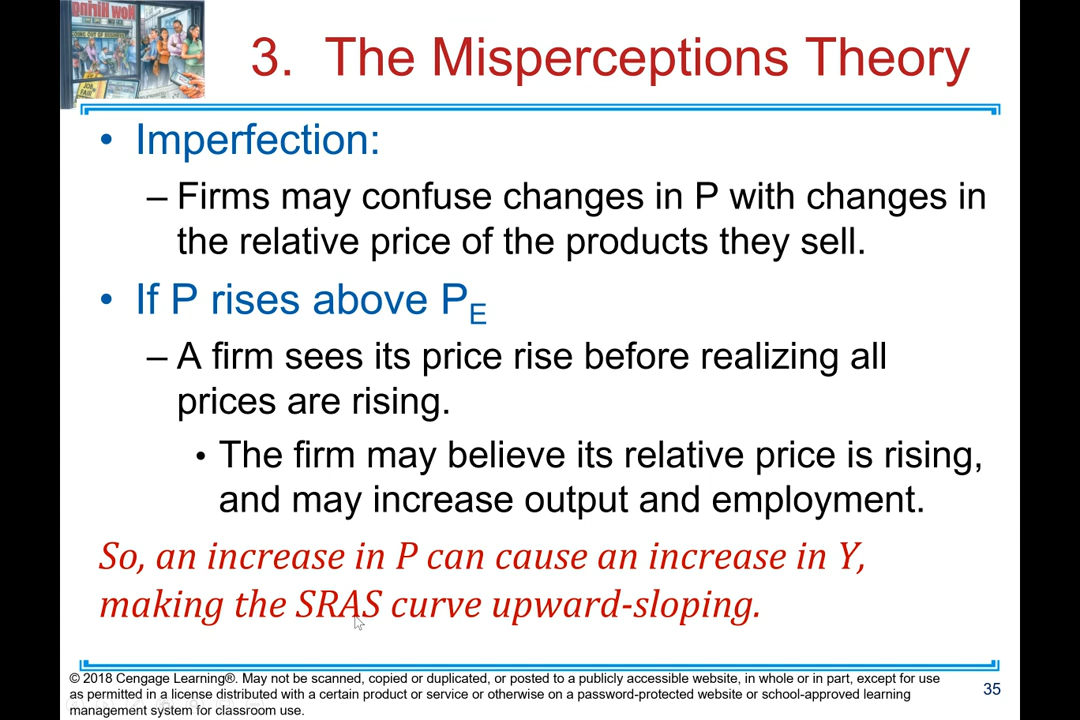 Now Hiring
JOB
FAIR
3. The Misperceptions Theory
• Imperfection:
– Firms may confuse changes in P with changes in
the relative price of the products they sell.
• If P rises above PE
– A firm sees its price rise before realizing all
prices are rising.
• The firm may believe its relative price is rising,
and may increase output and employment.
So, an increase in P can cause an increase in Y,
making the SRAS curve upward-sloping.
© 2018 Cengage Learning®. May not be scanned, copied or duplicated, or posted to a publicly accessible website, in whole or in part, except for use
as permitted in a license distributed with a certain product or service or otherwise on a password-protected website or school-approved learning
management system for classroom use.
35